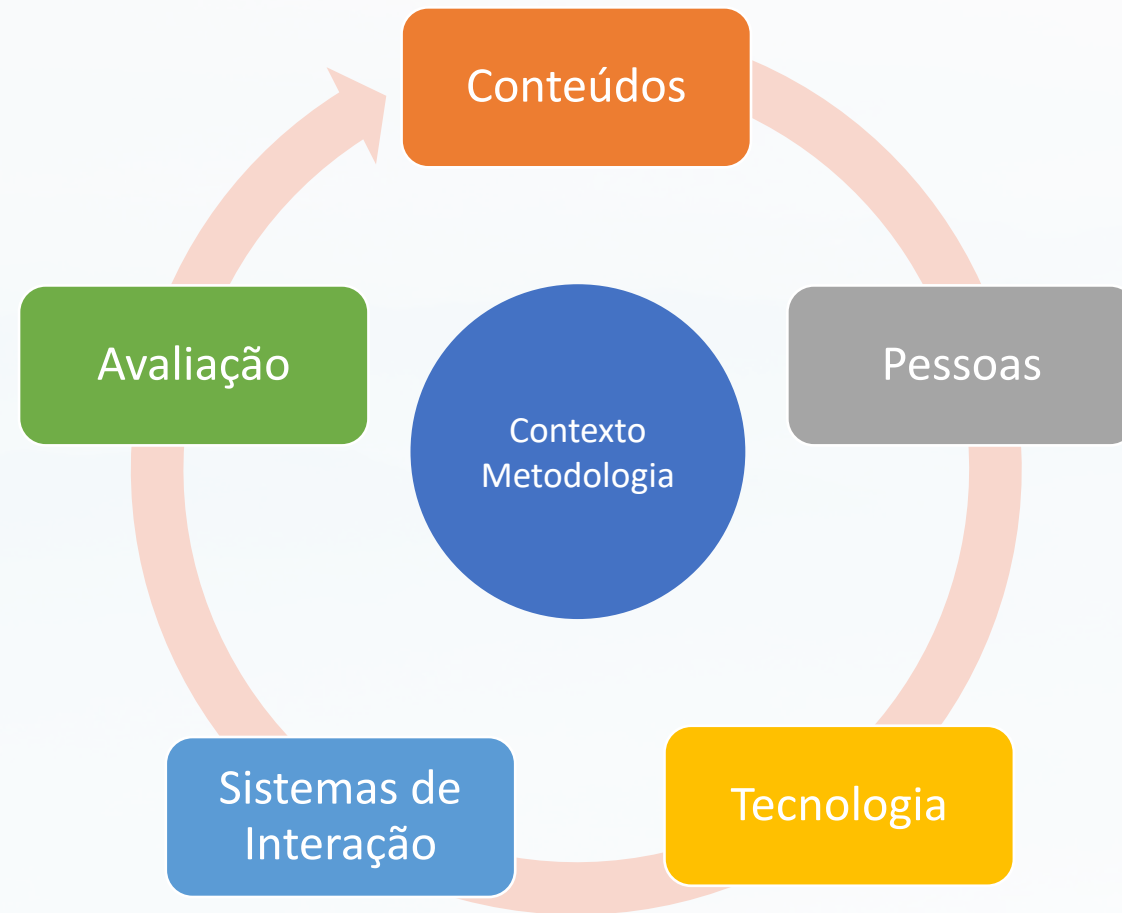 Conteúdos
Pessoas
Tecnologia
Sistemas de
Interação
Avaliação
Contexto
Metodologia